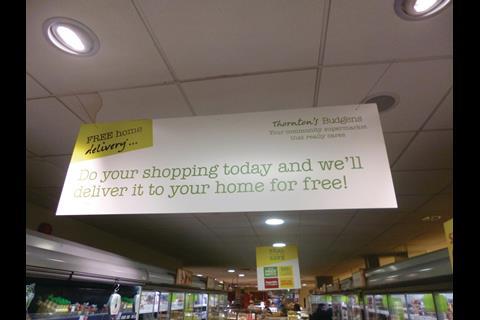 FREE home
delivery...
Thornton's Budgens
Your community supermarket
that really cares
Do your shopping today and we'll
deliver it to your home for free!